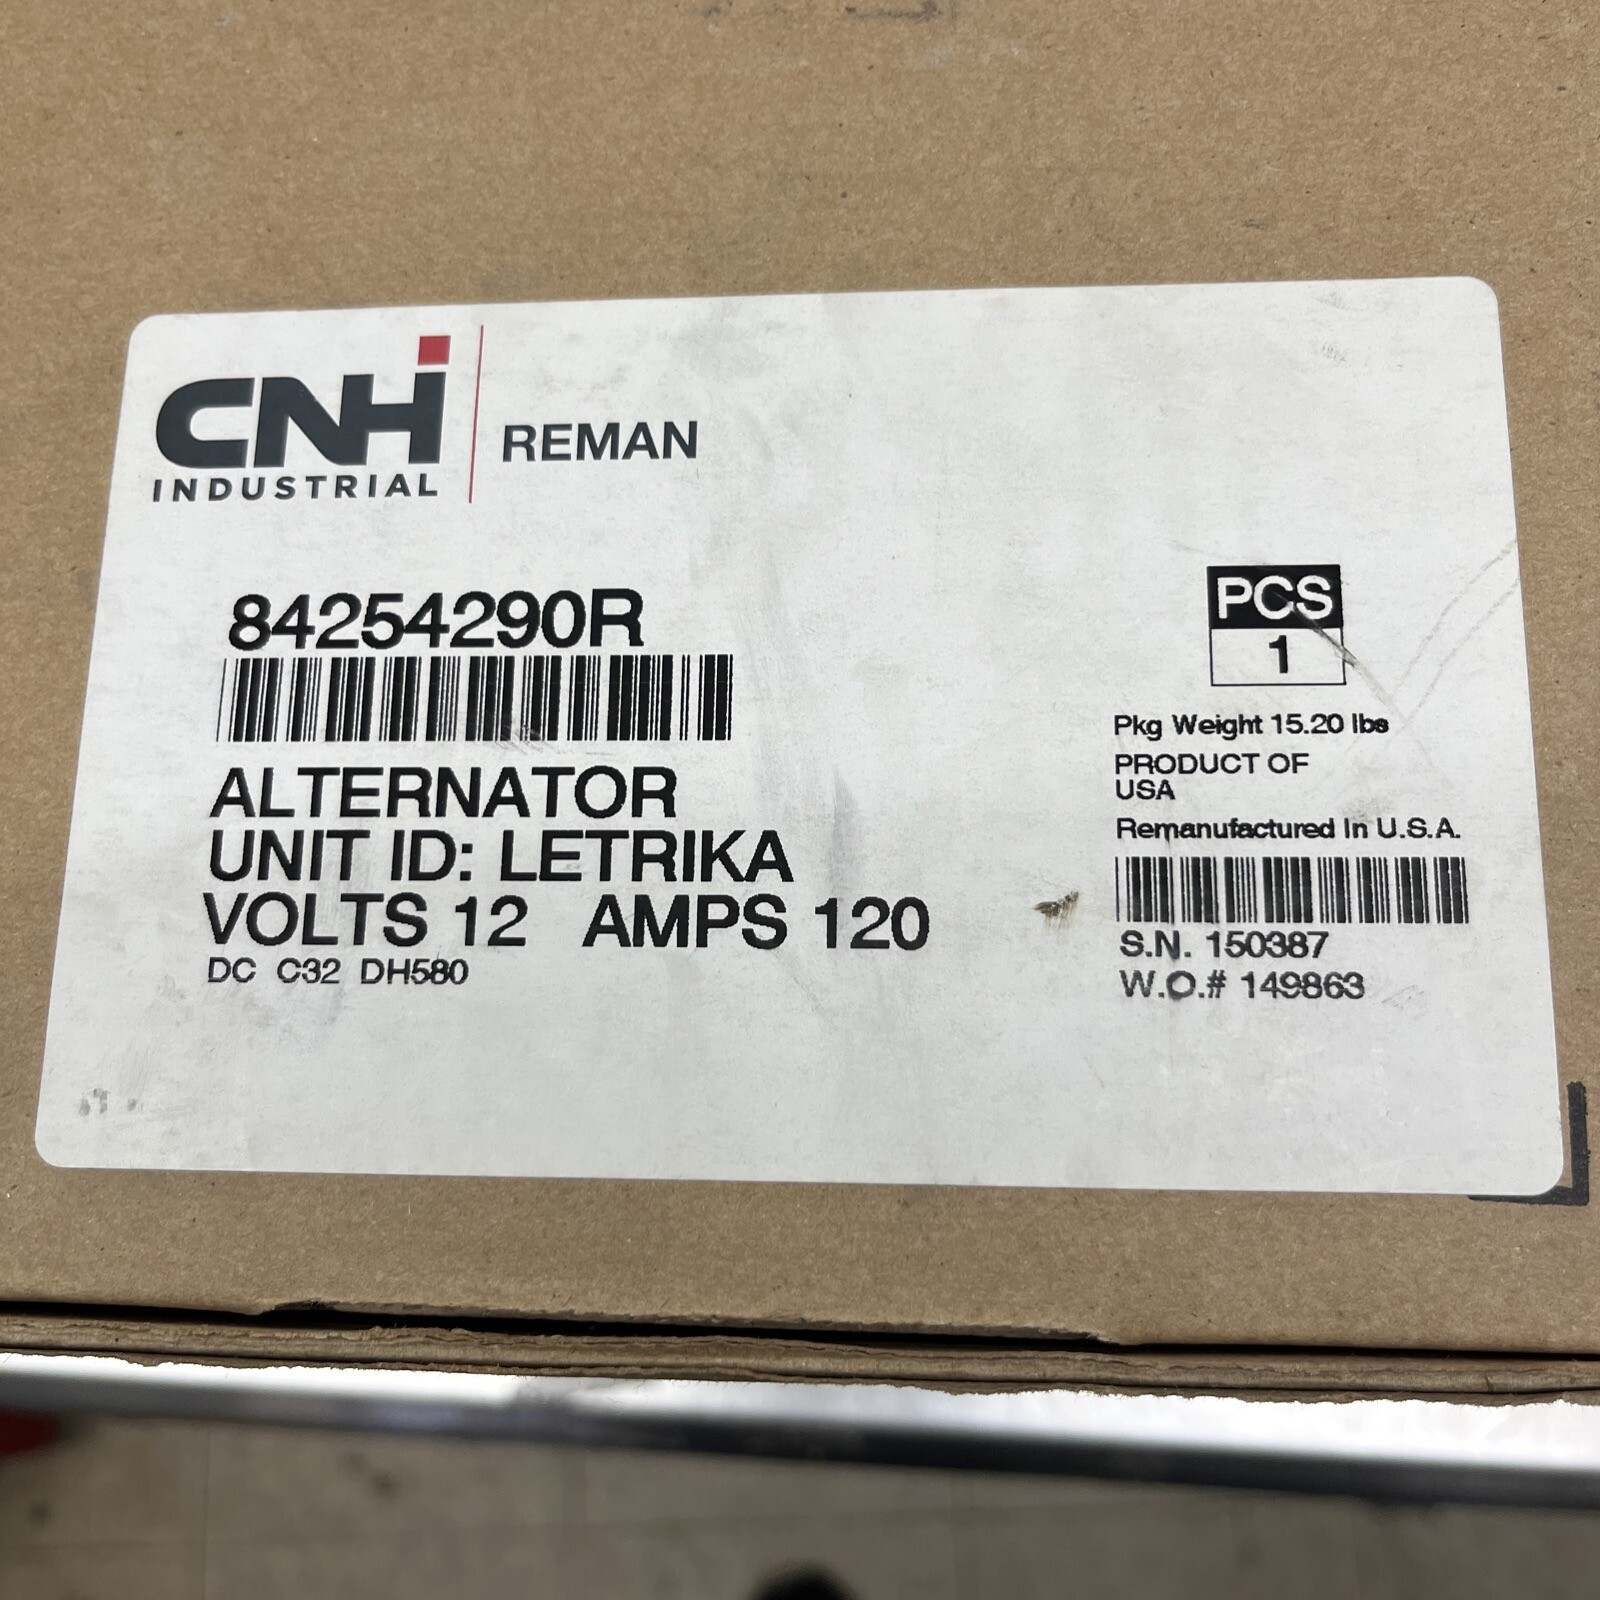 CNH
INDUSTRIAL
REMAN
84254290R
ALTERNATOR
UNIT ID: LETRIKA
VOLTS 12 AMPS 120
DC C32 DH580
PCS
1
Pkg Weight 15.20 lbs
PRODUCT OF
USA
Remanufactured In U.S.A.
S.N. 150387
W.O.# 149863